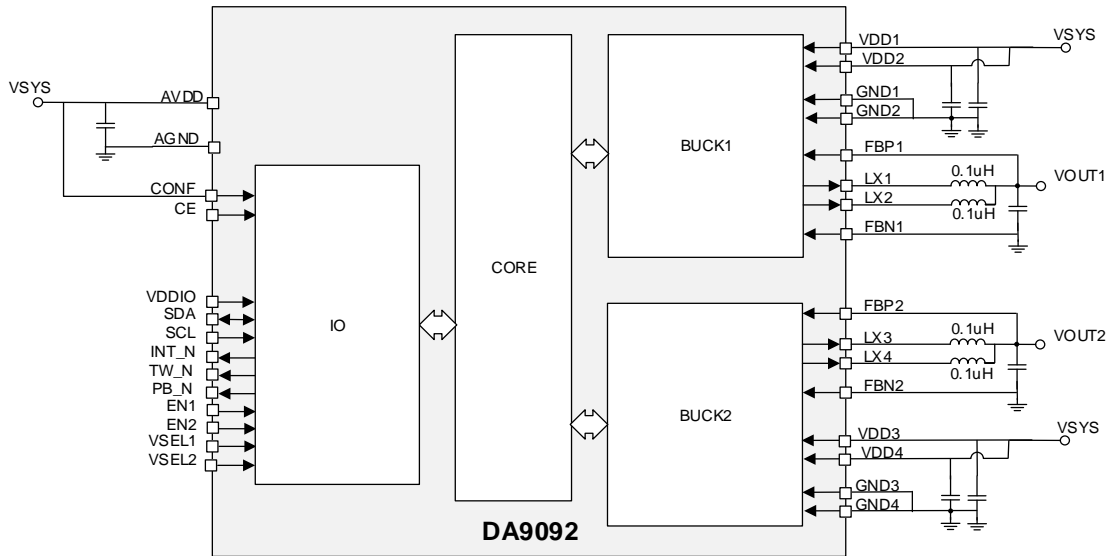 VSYS
AVDD
AGND
CONF
CE
VDDIO
SDA
SCL
INT_N
TW_N
PB_N
EN1
EN2
VSEL1
VSEL2
IO
CORE
BUCK1
BUCK2
DA9092
VDD1
VSYS
VDD2
GND1
GND2
FBP1
0.1uH
LX1
VOUT1
LX2
0.1uH
FBN1
FBP2
0.1uH
LX3
VOUT2
LX4
0.1uH
FBN2
VDD3
VSYS
VDD4
GND3
GND4